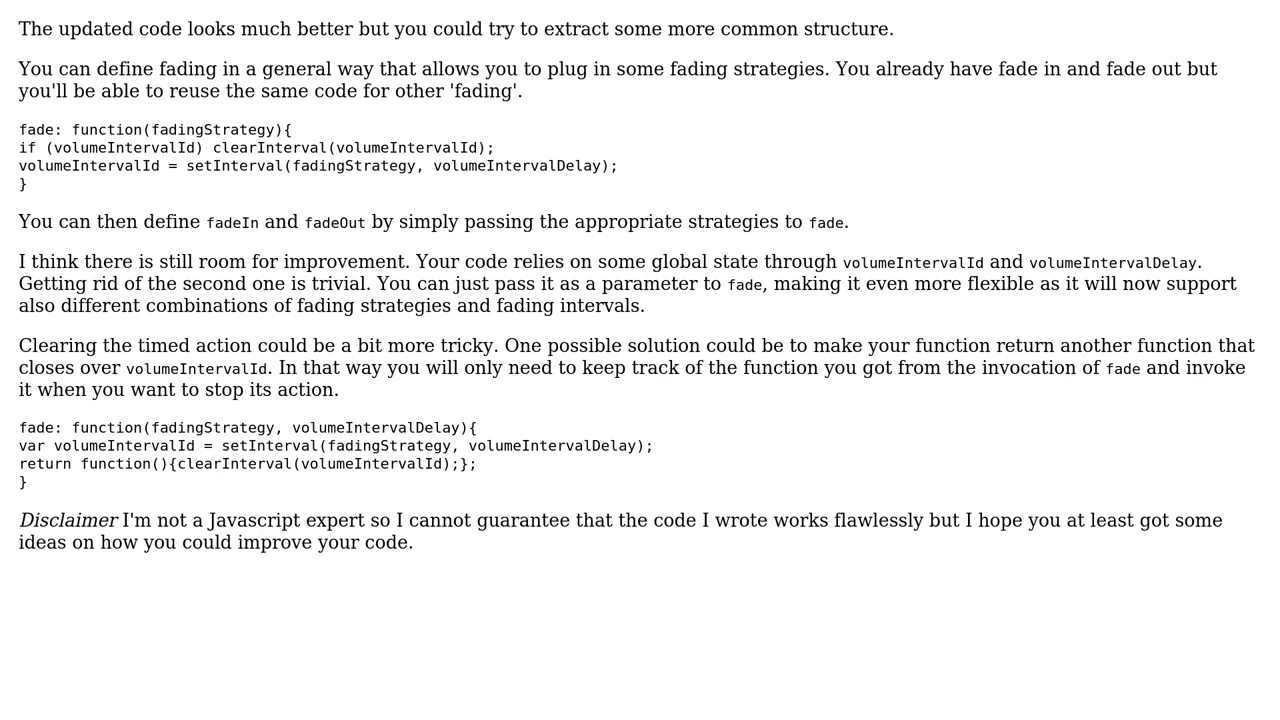 The updated code looks much better but you could try to extract some more common structure.
You can define fading in a general way that allows you to plug in some fading strategies. You already have fade in and fade out but
you'll be able to reuse the same code for other 'fading'.
fade: function(fadingStrategy){
if (volumeIntervalId) clearInterval(volumeIntervalId);
volumeIntervalId = setInterval(fadingStrategy, volumeIntervalDelay);
}
You can then define fadeIn and fadeOut by simply passing the appropriate strategies to fade.
I think there is still room for improvement. Your code relies on some global state through volumeIntervalId and volumeIntervalDelay.
Getting rid of the second one is trivial. You can just pass it as a parameter to fade, making it even more flexible as it will now support
also different combinations of fading strategies and fading intervals.
Clearing the timed action could be a bit more tricky. One possible solution could be to make your function return another function that
closes over volumeIntervalId. In that way you will only need to keep track of the function you got from the invocation of fade and invoke
it when you want to stop its action.
fade: function(fadingStrategy, volumeIntervalDelay){
var volumeIntervalId = setInterval(fadingStrategy, volumeIntervalDelay);
return function(){clearInterval(volumeIntervalId);};
}
Disclaimer I'm not a Javascript expert so I cannot guarantee that the code I wrote works flawlessly but I hope you at least got some
ideas on how you could improve your code.